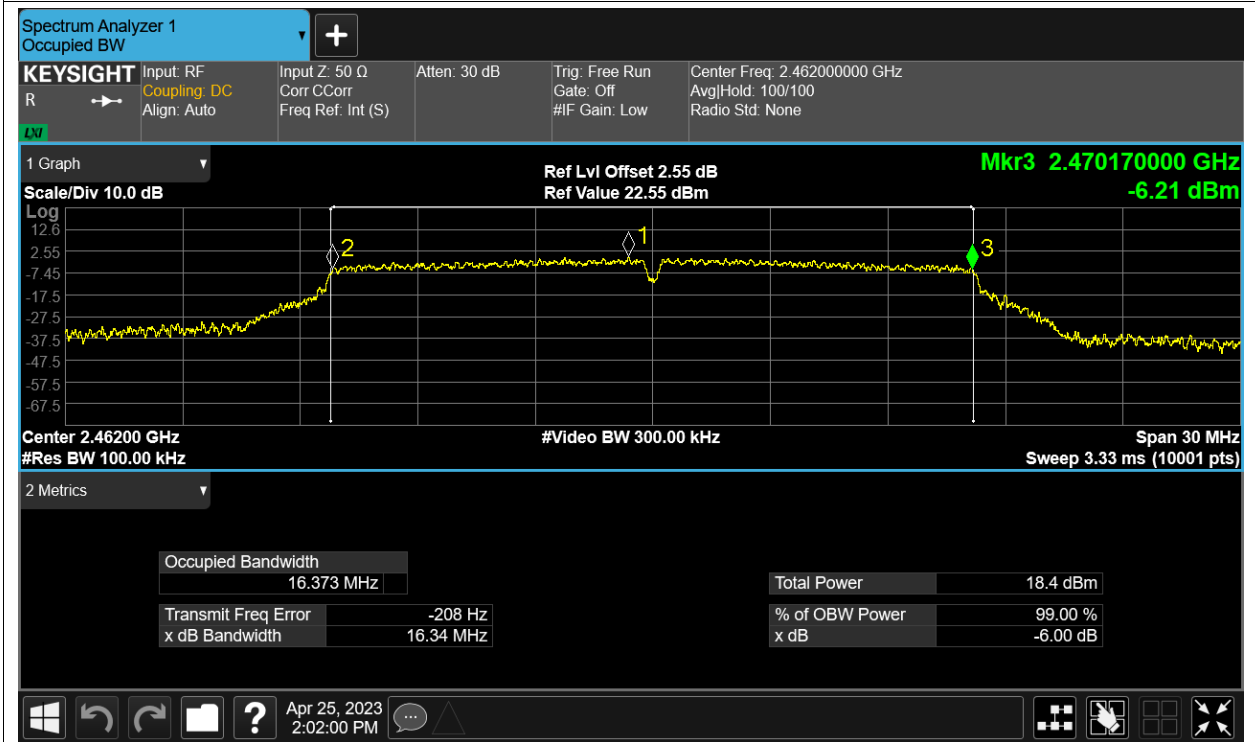 Spectrum Analyzer 1
Occupied BW
+
KEYSIGHT
R
LXI
Input: RF
Coupling: DC
Align: Auto
Input Z: 50 Ω
Corr CCorr
Freq Ref: Int (S)
Atten: 30 dB
Trig: Free Run
Gate: Off
#IF Gain: Low
Center Freq: 2.462000000 GHz
Avg|Hold: 100/100
Radio Std: None
1 Graph
Scale/Div 10.0 dB
Ref Lvl Offset 2.55 dB
Ref Value 22.55 dBm
Mkr3 2.470170000 GHz
-6.21 dBm
Log
12.6
2.55
-7.45
-17.5
-27.5
-37.5
-47.5
-57.5
-67.5
2
1
3
Center 2.46200 GHz
#Res BW 100.00 kHz
#Video BW 300.00 kHz
Span 30 MHz
Sweep 3.33 ms (10001 pts)
2 Metrics
Occupied Bandwidth
16.373 MHz
Transmit Freq Error -208 Hz
x dB Bandwidth 16.34 MHz
Total Power 18.4 dBm
% of OBW Power 99.00 %
x dB -6.00 dB
?
Apr 25, 2023
2:02:00 PM